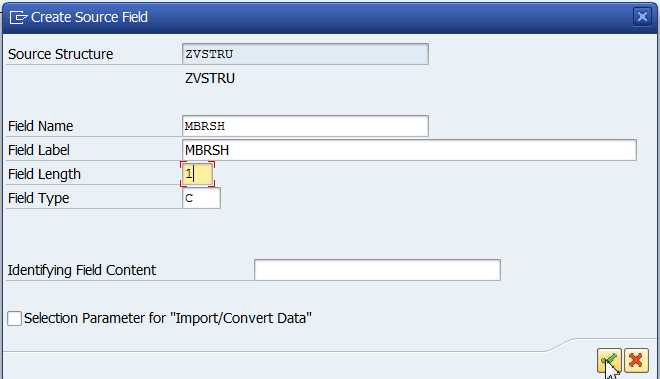 Create Source Field
Source Structure ZVSTRU
ZVSTRU
Field Name MBRSH
Field Label MBRSH
Field Length 1
Field Type C
Identifying Field Content
Selection Parameter for "Import/Convert Data"